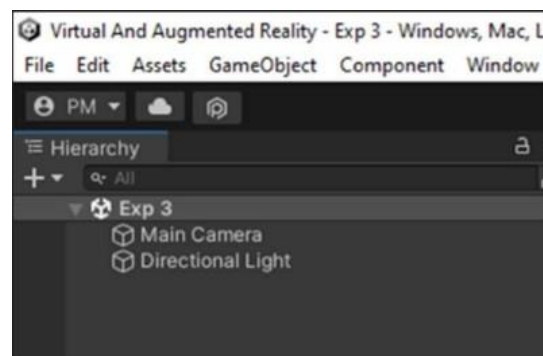 Virtual And Augmented Reality - Exp 3 - Windows, Mac, L
File Edit Assets GameObject Component Window
PM
Hierarchy
All
Exp 3
Main Camera
Directional Light